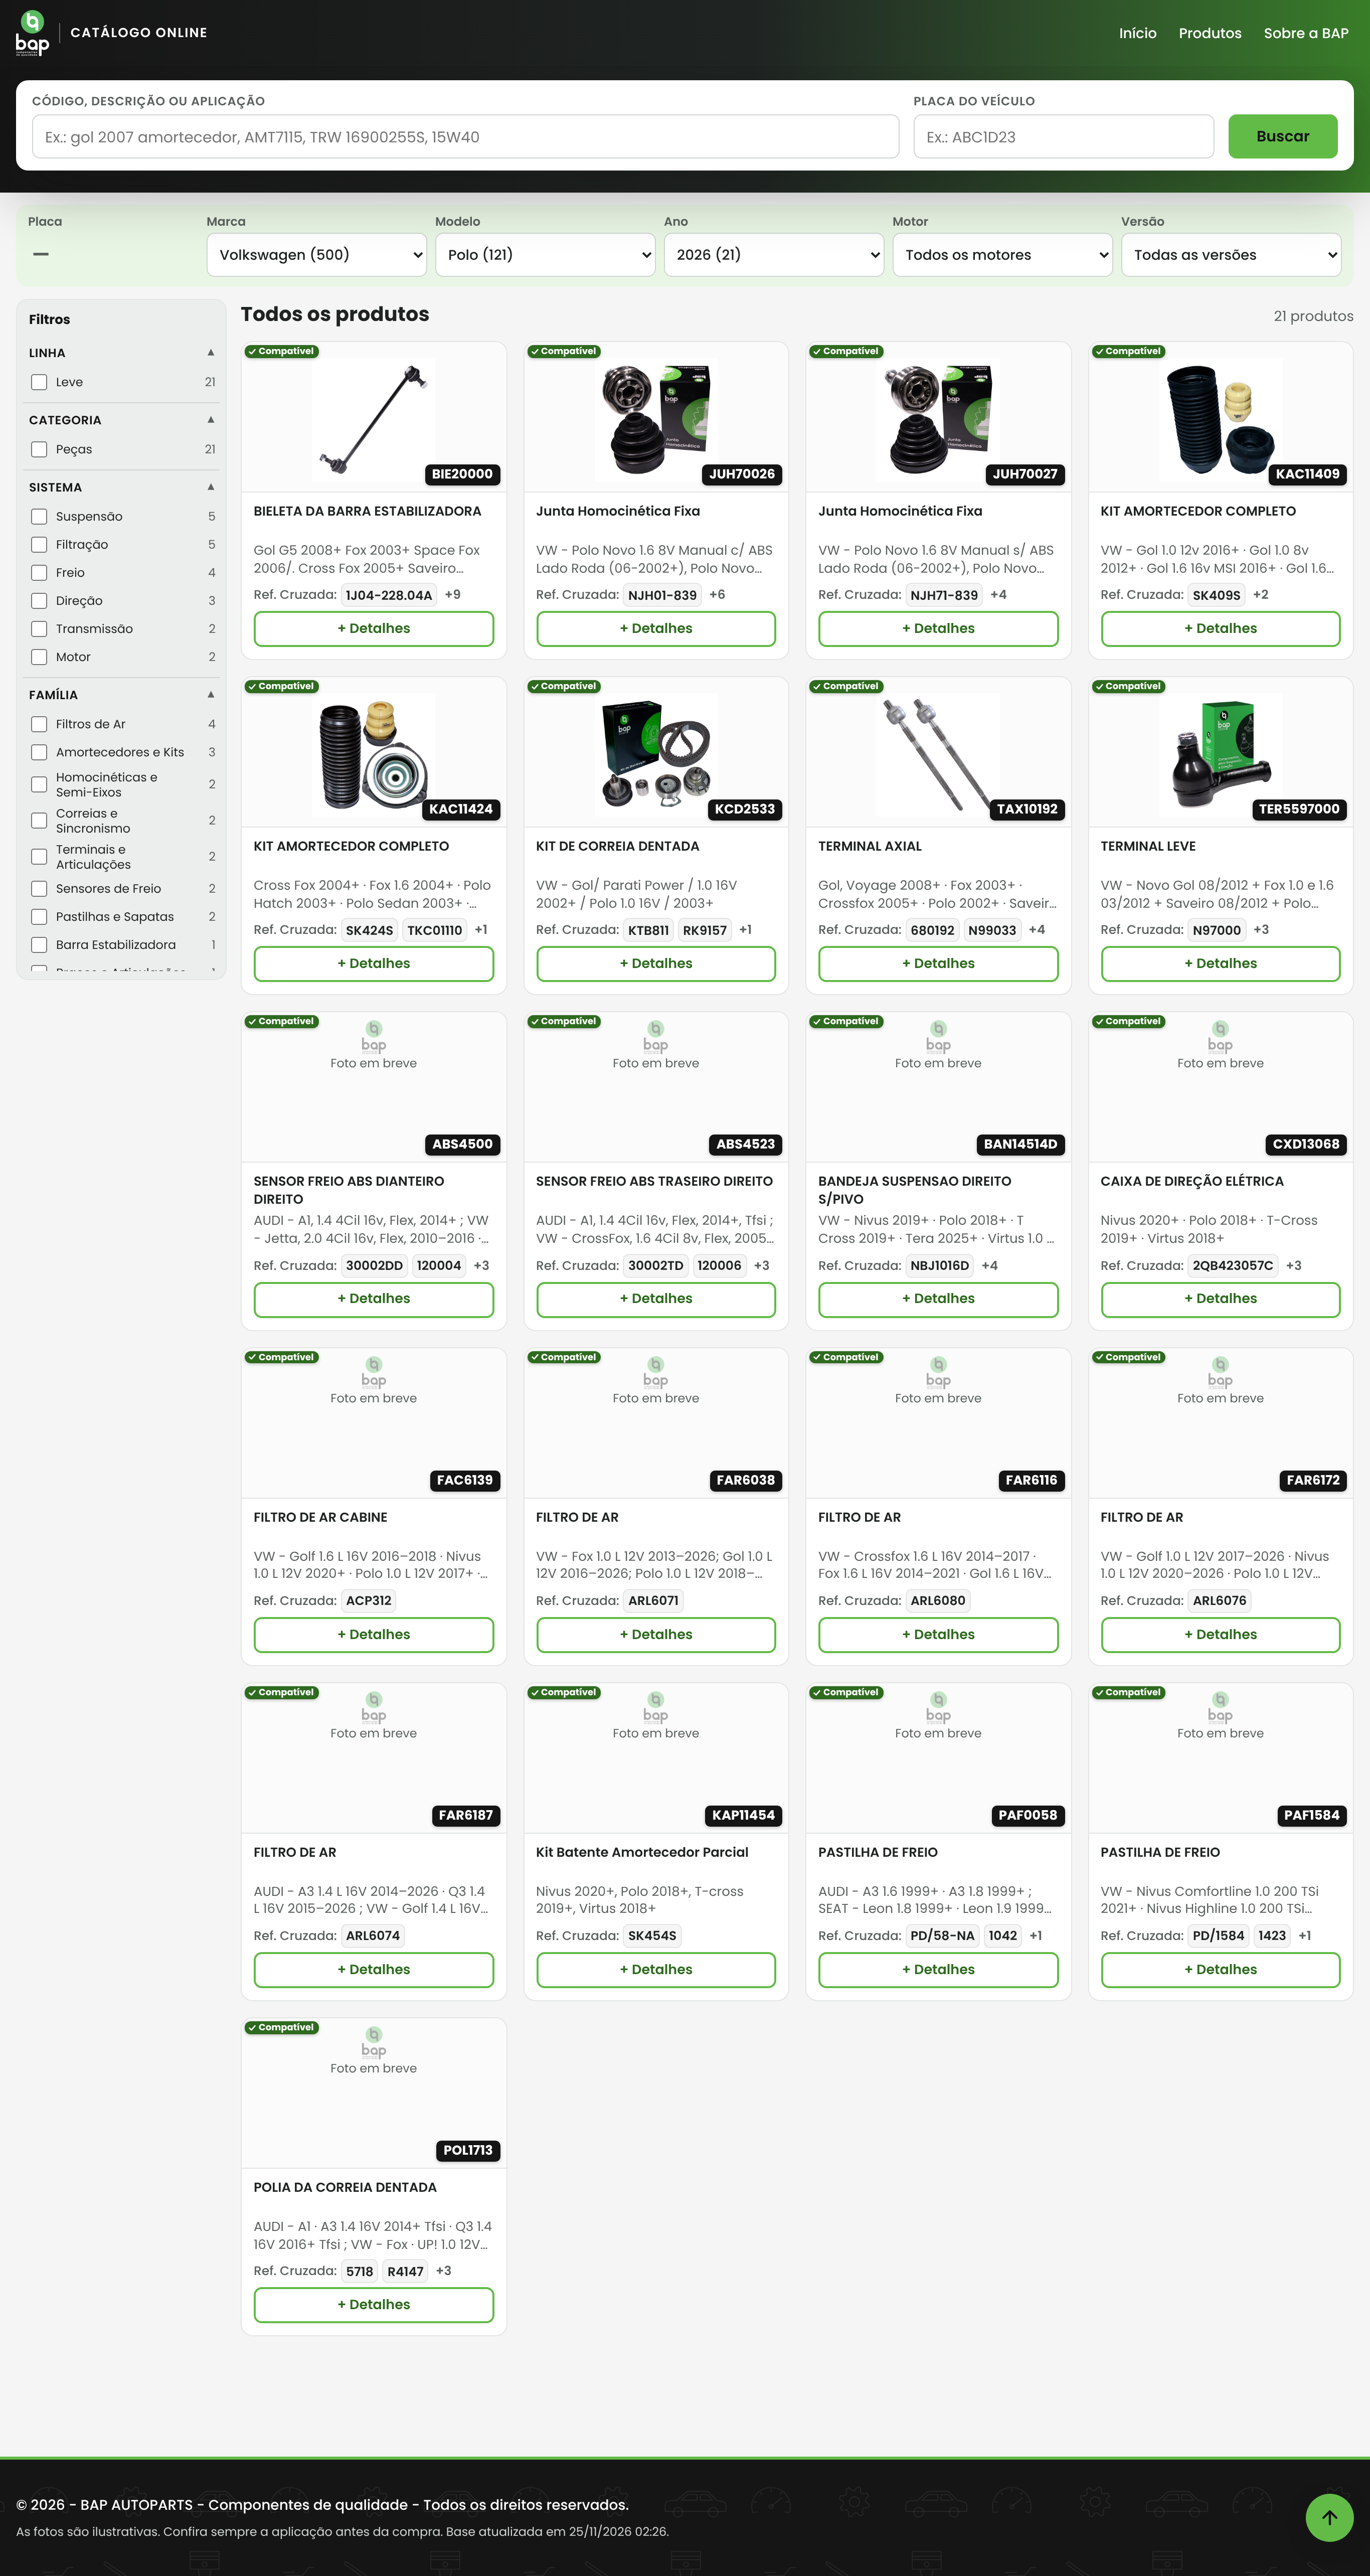 bap
CATÁLOGO ONLINE
Início
Produtos
Sobre a BAP
CÓDIGO, DESCRIÇÃO OU APLICAÇÃO
PLACA DO VEÍCULO
Ex.: gol 2007 amortecedor, AMT7115, TRW 16900255S, 15W40
Ex.: ABC1D23
Buscar
Placa
Marca
Modelo
Ano
Motor
Versão
—
Volkswagen (500)
Polo (121)
2026 (21)
Todos os motores
Todas as versões
Filtros
LINHA
Leve 21
CATEGORIA
Peças 21
SISTEMA
Suspensão 5
Filtração 5
Freio 4
Direção 3
Transmissão 2
Motor 2
FAMÍLIA
Filtros de Ar 4
Amortecedores e Kits 3
Homocinéticas e
Semi-Eixos 2
Correias e
Sincronismo 2
Terminais e
Articulações 2
Sensores de Freio 2
Pastilhas e Sapatas 2
Barra Estabilizadora 1
Todos os produtos
21 produtos
Compatível
BIE20000
BIELETA DA BARRA ESTABILIZADORA
Gol G5 2008+ Fox 2003+ Space Fox
2006/. Cross Fox 2005+ Saveiro...
Ref. Cruzada: 1J04-228.04A +9
+ Detalhes
Compatível
JUH70026
Junta Homocinética Fixa
VW - Polo Novo 1.6 8V Manual c/ ABS
Lado Roda (06-2002+), Polo Novo...
Ref. Cruzada: NJH01-839 +6
+ Detalhes
Compatível
JUH70027
Junta Homocinética Fixa
VW - Polo Novo 1.6 8V Manual s/ ABS
Lado Roda (06-2002+), Polo Novo...
Ref. Cruzada: NJH71-839 +4
+ Detalhes
Compatível
KAC11409
KIT AMORTECEDOR COMPLETO
VW - Gol 1.0 12v 2016+ · Gol 1.0 8v
2012+ · Gol 1.6 16v MSI 2016+ · Gol 1.6...
Ref. Cruzada: SK409S +2
+ Detalhes
Compatível
KAC11424
KIT AMORTECEDOR COMPLETO
Cross Fox 2004+ · Fox 1.6 2004+ · Polo
Hatch 2003+ · Polo Sedan 2003+ ·...
Ref. Cruzada: SK424S TKC01110 +1
+ Detalhes
Compatível
bap
KCD2533
KIT DE CORREIA DENTADA
VW - Gol/ Parati Power / 1.0 16V
2002+ / Polo 1.0 16V / 2003+
Ref. Cruzada: KTB811 RK9157 +1
+ Detalhes
Compatível
TAX10192
TERMINAL AXIAL
Gol, Voyage 2008+ · Fox 2003+ ·
Crossfox 2005+ · Polo 2002+ · Saveir...
Ref. Cruzada: 680192 N99033 +4
+ Detalhes
Compatível
bap
TER5597000
TERMINAL LEVE
VW - Novo Gol 08/2012 + Fox 1.0 e 1.6
03/2012 + Saveiro 08/2012 + Polo...
Ref. Cruzada: N97000 +3
+ Detalhes
Compatível
bap
Foto em breve
ABS4500
SENSOR FREIO ABS DIANTEIRO
DIREITO
AUDI - A1, 1.4 4Cil 16v, Flex, 2014+ ; VW
- Jetta, 2.0 4Cil 16v, Flex, 2010–2016 ·...
Ref. Cruzada: 30002DD 120004 +3
+ Detalhes
Compatível
bap
Foto em breve
ABS4523
SENSOR FREIO ABS TRASEIRO DIREITO
AUDI - A1, 1.4 4Cil 16v, Flex, 2014+, Tfsi ;
VW - CrossFox, 1.6 4Cil 8v, Flex, 2005...
Ref. Cruzada: 30002TD 120006 +3
+ Detalhes
Compatível
bap
Foto em breve
BAN14514D
BANDEJA SUSPENSAO DIREITO
S/PIVO
VW - Nivus 2019+ · Polo 2018+ · T
Cross 2019+ · Tera 2025+ · Virtus 1.0 ...
Ref. Cruzada: NBJ1016D +4
+ Detalhes
Compatível
bap
Foto em breve
CXD13068
CAIXA DE DIREÇÃO ELÉTRICA
Nivus 2020+ · Polo 2018+ · T-Cross
2019+ · Virtus 2018+
Ref. Cruzada: 2QB423057C +3
+ Detalhes
Compatível
bap
Foto em breve
FAC6139
FILTRO DE AR CABINE
VW - Golf 1.6 L 16V 2016–2018 · Nivus
1.0 L 12V 2020+ · Polo 1.0 L 12V 2017+ ·...
Ref. Cruzada: ACP312
+ Detalhes
Compatível
bap
Foto em breve
FAR6038
FILTRO DE AR
VW - Fox 1.0 L 12V 2013–2026; Gol 1.0 L
12V 2016–2026; Polo 1.0 L 12V 2018–...
Ref. Cruzada: ARL6071
+ Detalhes
Compatível
bap
Foto em breve
FAR6116
FILTRO DE AR
VW - Crossfox 1.6 L 16V 2014–2017 ·
Fox 1.6 L 16V 2014–2021 · Gol 1.6 L 16V...
Ref. Cruzada: ARL6080
+ Detalhes
Compatível
bap
Foto em breve
FAR6172
FILTRO DE AR
VW - Golf 1.0 L 12V 2017–2026 · Nivus
1.0 L 12V 2020–2026 · Polo 1.0 L 12V...
Ref. Cruzada: ARL6076
+ Detalhes
Compatível
bap
Foto em breve
FAR6187
FILTRO DE AR
AUDI - A3 1.4 L 16V 2014–2026 · Q3 1.4
L 16V 2015–2026 ; VW - Golf 1.4 L 16V...
Ref. Cruzada: ARL6074
+ Detalhes
Compatível
bap
Foto em breve
KAP11454
Kit Batente Amortecedor Parcial
Nivus 2020+, Polo 2018+, T-cross
2019+, Virtus 2018+
Ref. Cruzada: SK454S
+ Detalhes
Compatível
bap
Foto em breve
PAF0058
PASTILHA DE FREIO
AUDI - A3 1.6 1999+ · A3 1.8 1999+ ;
SEAT - Leon 1.8 1999+ · Leon 1.9 1999...
Ref. Cruzada: PD/58-NA 1042 +1
+ Detalhes
Compatível
bap
Foto em breve
PAF1584
PASTILHA DE FREIO
VW - Nivus Comfortline 1.0 200 TSi
2021+ · Nivus Highline 1.0 200 TSi...
Ref. Cruzada: PD/1584 1423 +1
+ Detalhes
Compatível
bap
Foto em breve
POL1713
POLIA DA CORREIA DENTADA
AUDI - A1 · A3 1.4 16V 2014+ Tfsi · Q3 1.4
16V 2016+ Tfsi ; VW - Fox · UP! 1.0 12V...
Ref. Cruzada: 5718 R4147 +3
+ Detalhes
© 2026 - BAP AUTOPARTS - Componentes de qualidade - Todos os direitos reservados.
As fotos são ilustrativas. Confira sempre a aplicação antes da compra. Base atualizada em 25/11/2026 02:26.